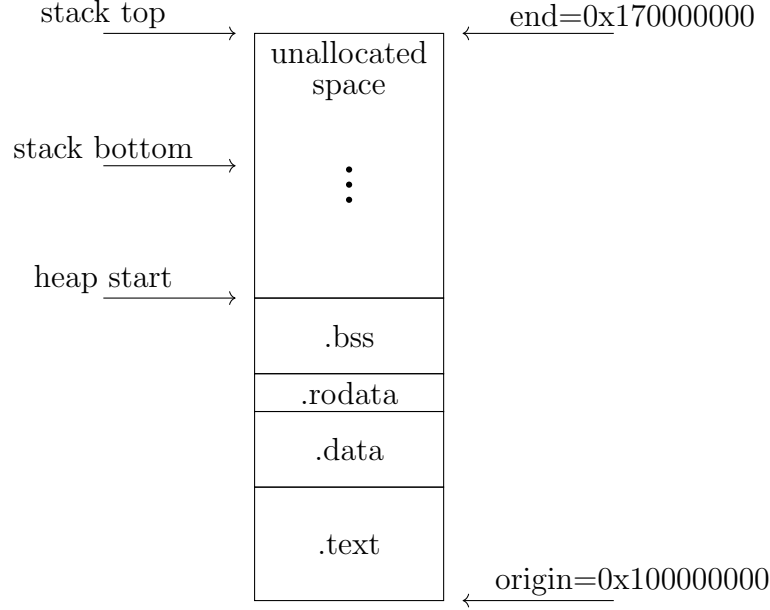 stack top
end=0x170000000
unallocated
space
stack bottom
heap start
.bss
.rodata
.data
.text
origin=0x100000000